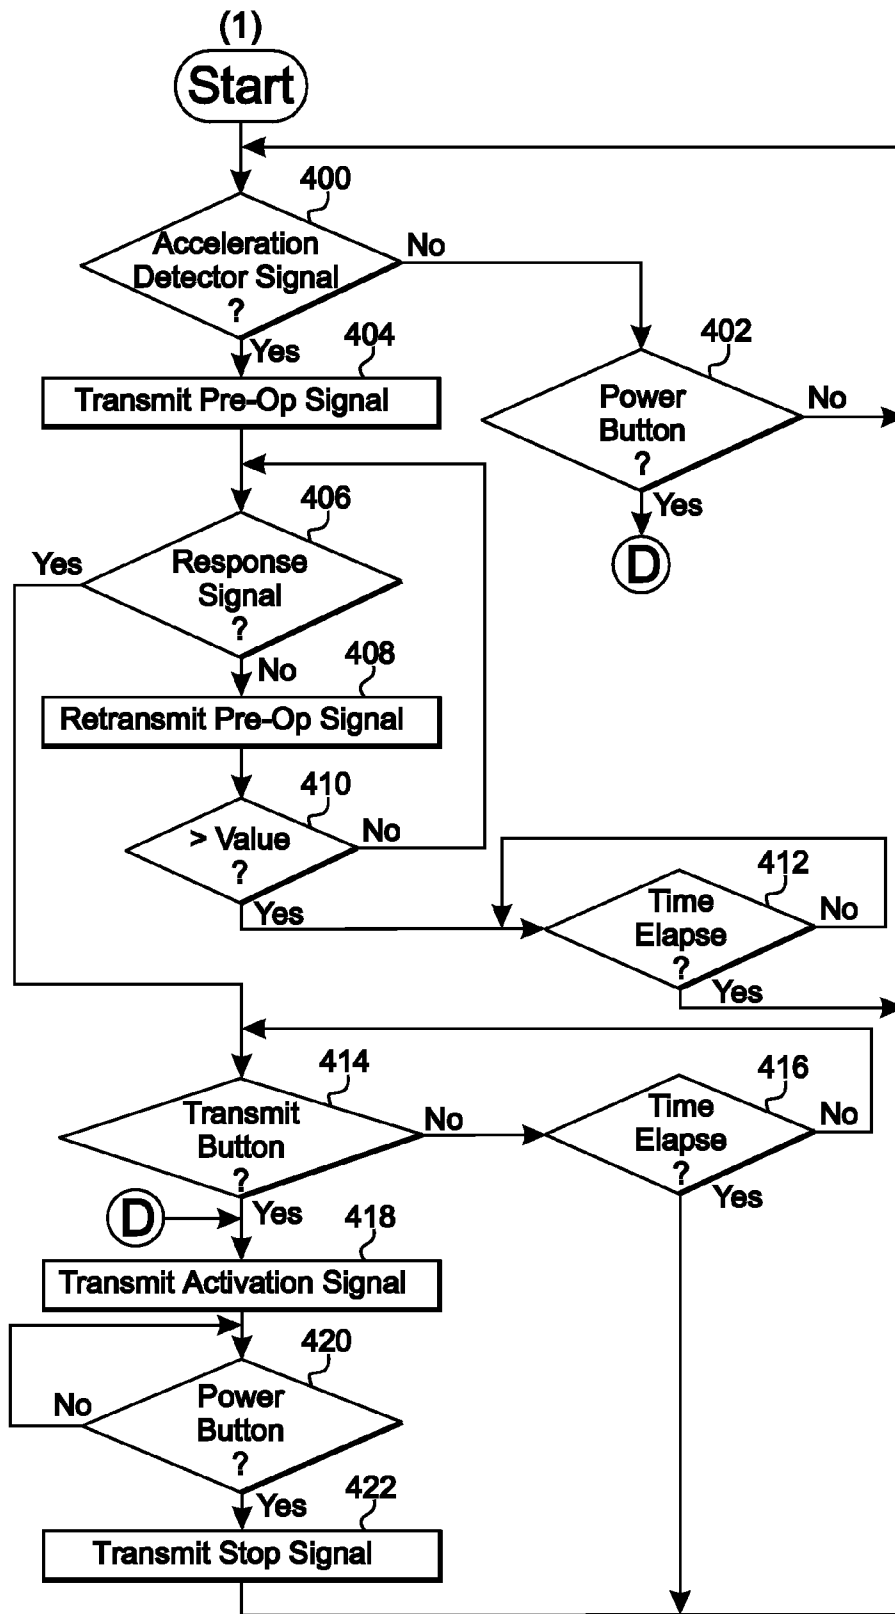 (1)
Start
400
Acceleration
Detector Signal
?
No
Yes
404
Transmit Pre-Op Signal
402
Power
Button
?
No
Yes
D
406
Response
Signal
?
Yes
No
408
Retransmit Pre-Op Signal
410
> Value
?
No
Yes
412
Time
Elapse
?
No
Yes
414
Transmit
Button
?
No
Yes
416
Time
Elapse
?
No
Yes
D
418
Transmit Activation Signal
420
Power
Button
?
No
Yes
422
Transmit Stop Signal